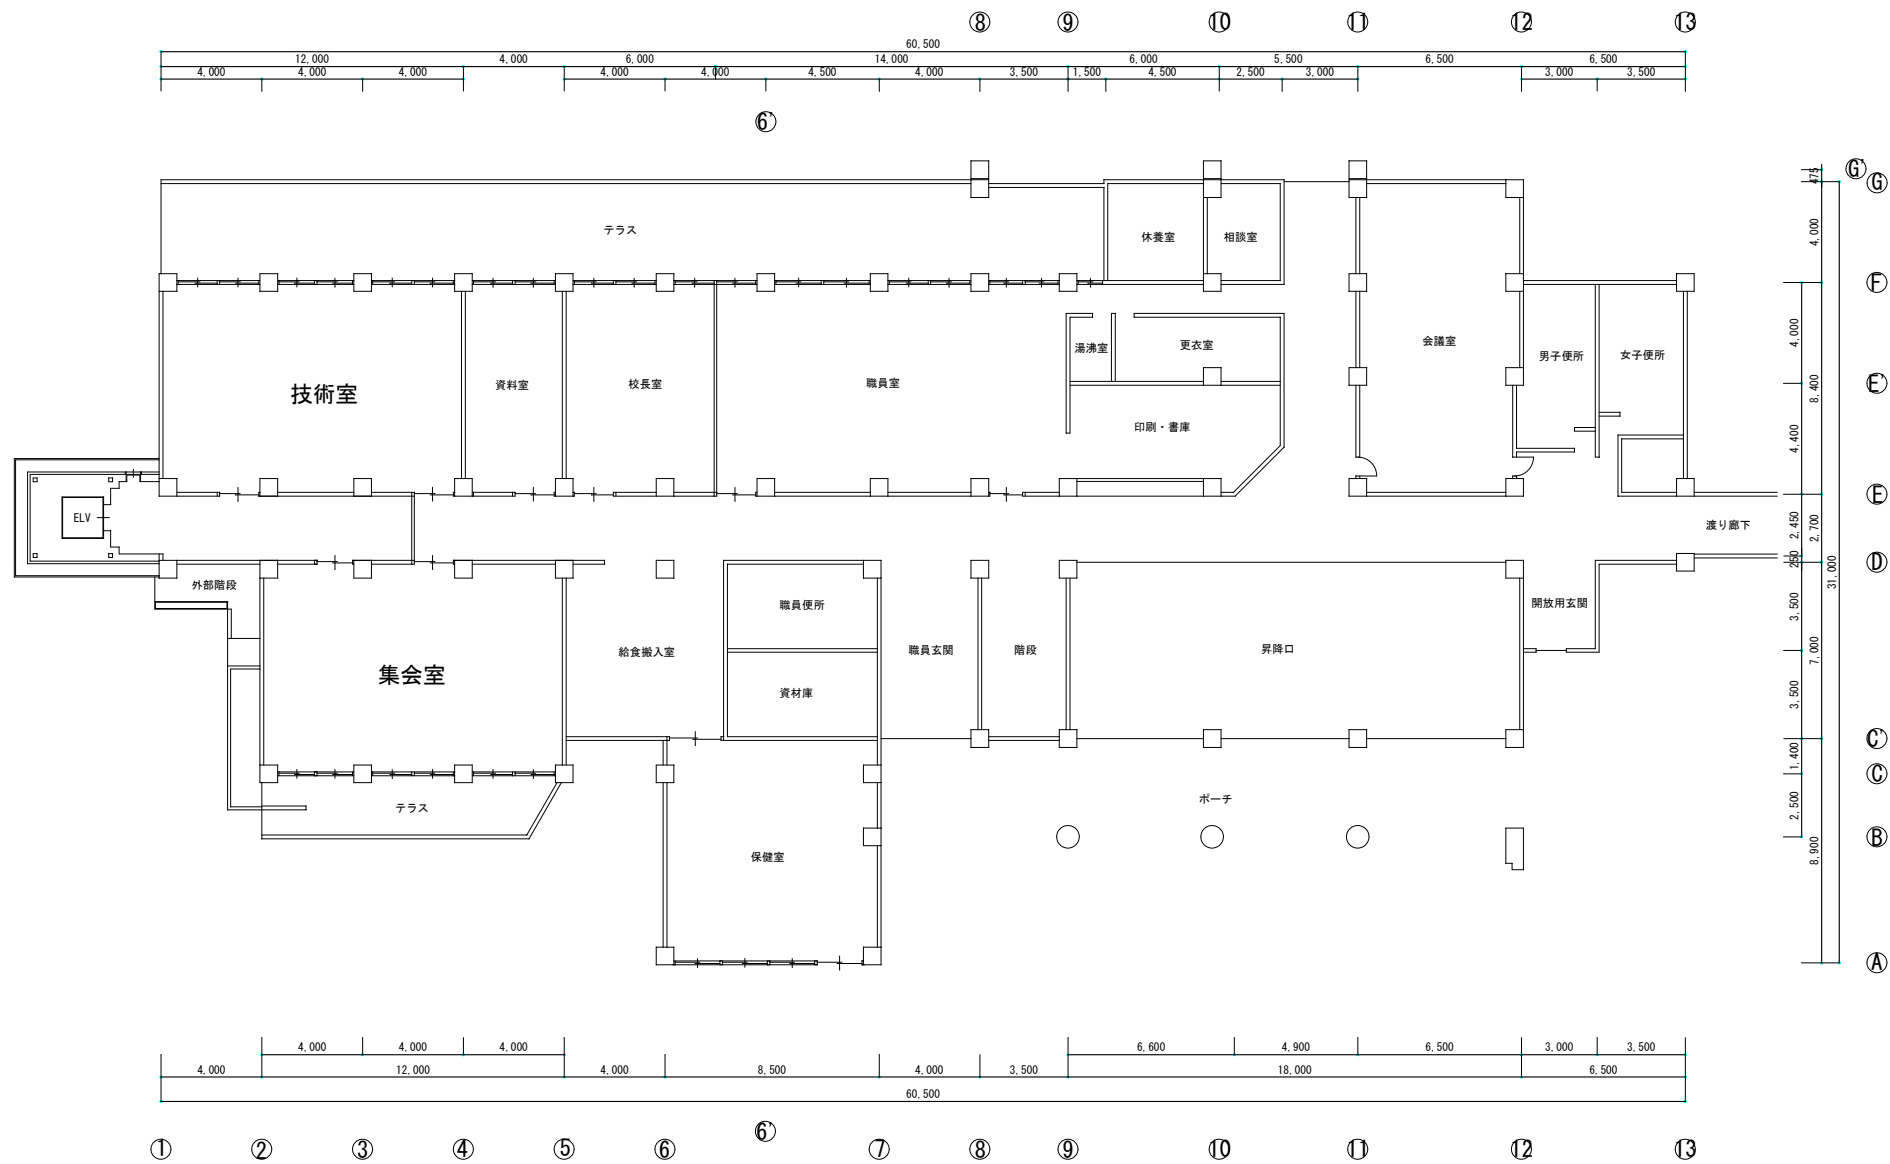 ⑧ ⑨ ⑩ ⑪ ⑫ ⑬
60,500
12,000 4,000 6,000 14,000 6,000 5,500 6,500 6,500
4,000 4,000 4,000 4,000 4,000 4,500 4,000 3,500 1,500 4,500 2,500 3,000 3,000 3,500
6'
G'
G
475
テラス
休養室
相談室
4,000
F
湯沸室
更衣室
会議室
男子便所
女子便所
4,000
技術室
資料室
校長室
職員室
E'
8,400
印刷・書庫
4,400
E
ELV
渡り廊下
2,450
2,700
250
D
31,000
外部階段
職員便所
開放用玄関
3,500
給食搬入室
職員玄関
階段
昇降口
7,000
集会室
資材庫
3,500
C'
1,400
C
テラス
ポーチ
2,500
B
保健室
8,900
A
4,000 4,000 4,000 6,600 4,900 6,500 3,000 3,500
4,000 12,000 4,000 8,500 4,000 3,500 18,000 6,500
60,500
6'
① ② ③ ④ ⑤ ⑥ ⑦ ⑧ ⑨ ⑩ ⑪ ⑫ ⑬